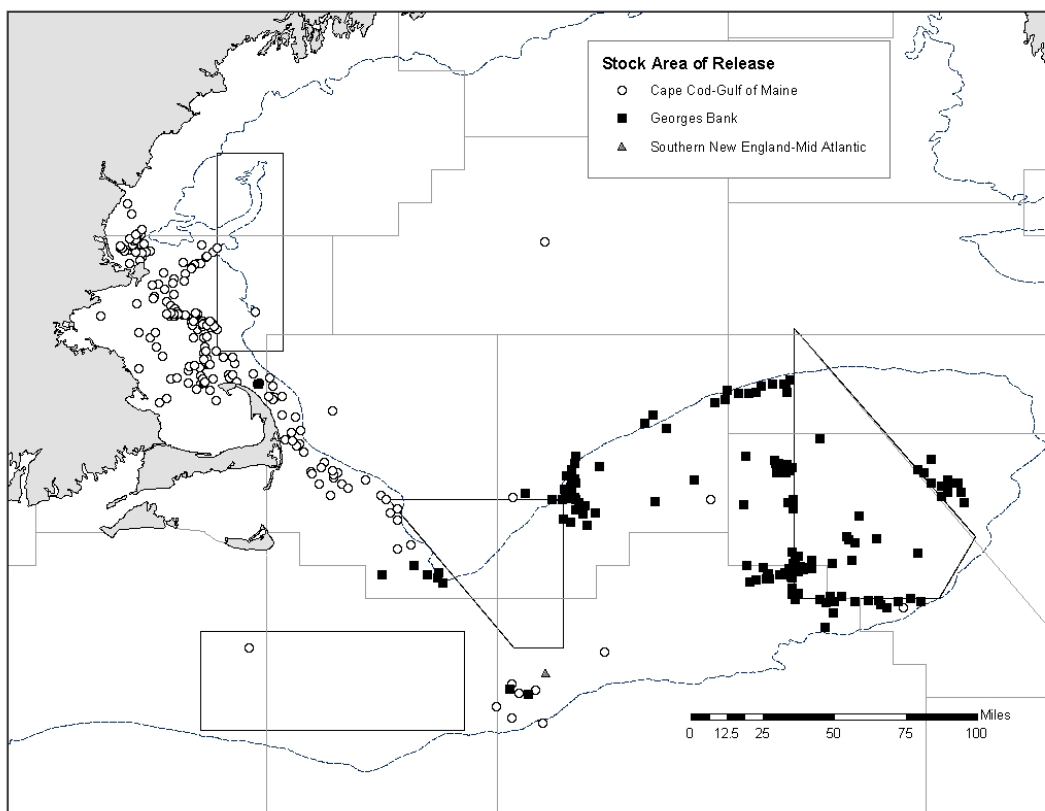 Stock Area of Release
Cape Cod-Gulf of Maine
Georges Bank
Southern New England-Mid Atlantic
Miles
0 12.5 25 50 75 100